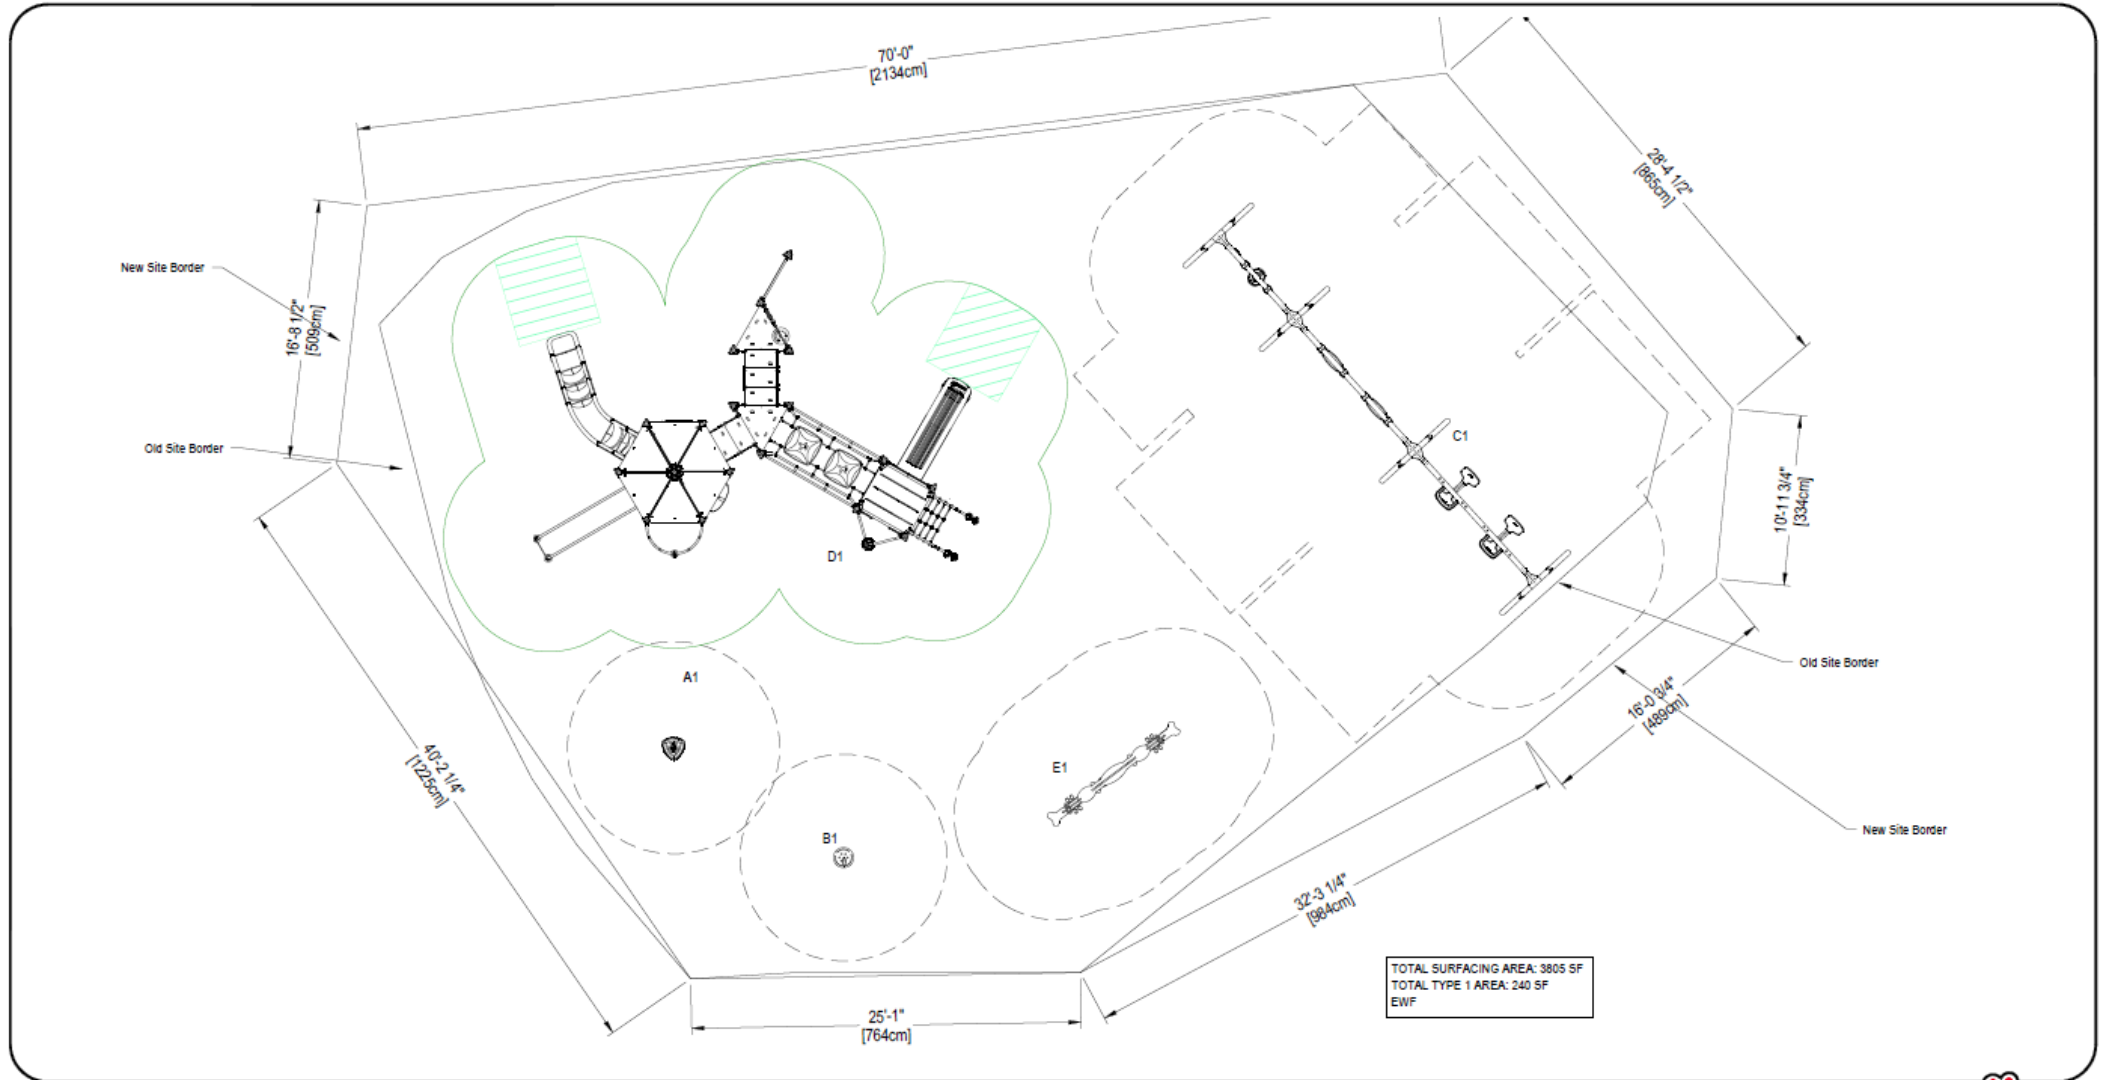 70'-0"
[2134cm]
28'-4 1/2"
[865cm]
New Site Border
16'-8 1/2"
[509cm]
Old Site Border
C1
10'-11 3/4"
[334cm]
D1
Old Site Border
A1
16'-0 3/4"
[489cm]
40'-2 1/4"
[1225cm]
E1
B1
New Site Border
32'-3 1/4"
[984cm]
TOTAL SURFACING AREA: 3805 SF
TOTAL TYPE 1 AREA: 240 SF
EWF
25'-1"
[764cm]